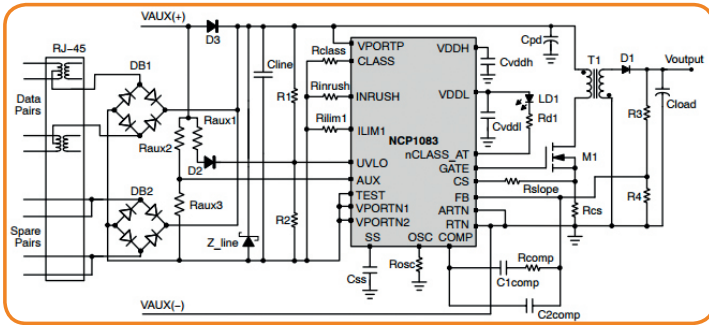 VAUX(+)
RJ-45
D3
Rclass
VPORTP
VDDH
Cpd
T1
D1
Voutput
DB1
Cline
CLASS
Cvddh
Rinrush
Data
Pairs
Raux1
R1
INRUSH
VDDL
LD1
Cload
Rilim1
Cvddl
Rd1
R3
Raux2
ILIM1
NCP1083
nCLASS_AT
D2
UVLO
GATE
M1
DB2
AUX
CS
Rslope
Raux3
TEST
FB
R4
Spare
Pairs
R2
VPORTN1
ARTN
Rcs
Z_line
VPORTN2
RTN
SS
OSC
COMP
Rcomp
Css
Rosc
C1comp
VAUX(−)
C2comp